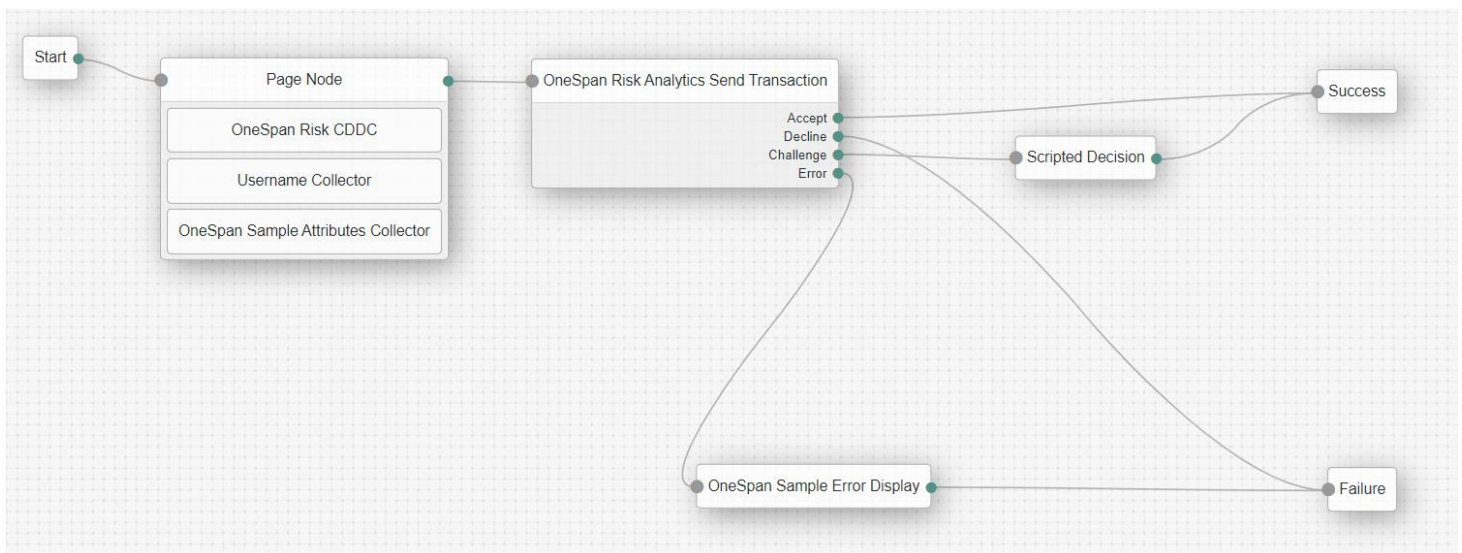 Start
Page Node
OneSpan Risk CDDC
Username Collector
OneSpan Sample Attributes Collector
OneSpan Risk Analytics Send Transaction
Accept
Decline
Challenge
Error
Scripted Decision
Success
OneSpan Sample Error Display
Failure